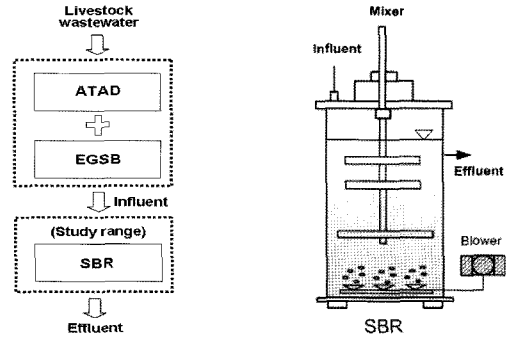 Livestock
wastewater
ATAD
EGSB
Influent
(Study range)
SBR
Effluent
Mixer
Influent
Effluent
Blower
SBR